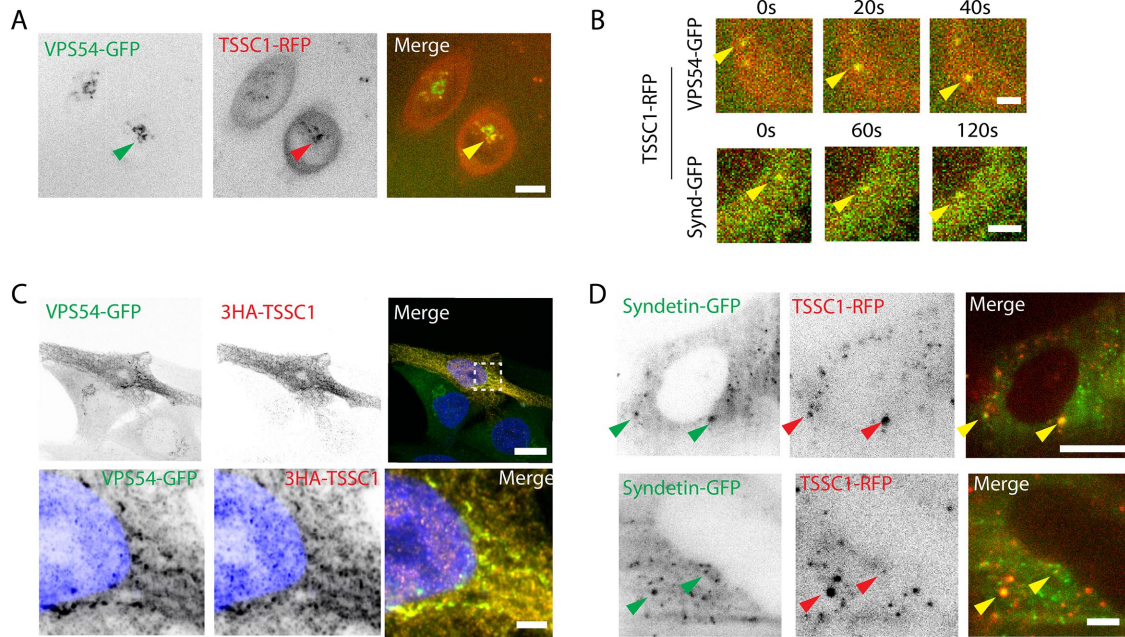 A
VPS54-GFP
TSSC1-RFP
Merge
B
0s
20s
40s
VPS54-GFP
TSSC1-RFP
0s
60s
120s
Synd-GFP
C
VPS54-GFP
3HA-TSSC1
Merge
VPS54-GFP
3HA-TSSC1
Merge
D
Syndetin-GFP
TSSC1-RFP
Merge
Syndetin-GFP
TSSC1-RFP
Merge